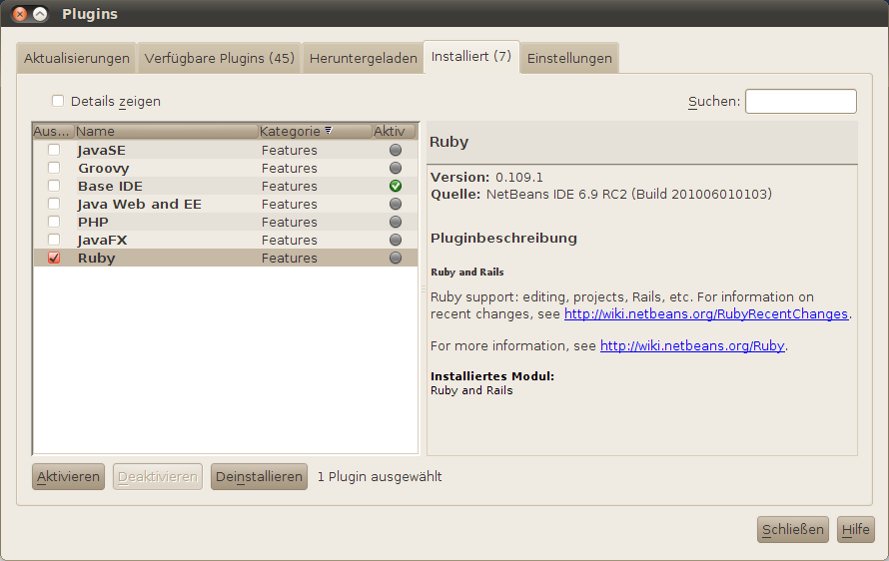 Plugins
Aktualisierungen
Verfügbare Plugins (45)
Heruntergeladen
Installiert (7)
Einstellungen
Details zeigen
Suchen:
Aus... Name Kategorie Aktiv
JavaSE Features
Groovy Features
Base IDE Features
Java Web and EE Features
PHP Features
JavaFX Features
Ruby Features
Ruby
Version: 0.109.1
Quelle: NetBeans IDE 6.9 RC2 (Build 201006010103)
Pluginbeschreibung
Ruby and Rails
Ruby support: editing, projects, Rails, etc. For information on
recent changes, see http://wiki.netbeans.org/RubyRecentChanges.
For more information, see http://wiki.netbeans.org/Ruby.
Installiertes Modul:
Ruby and Rails
Aktivieren
Deaktivieren
Deinstallieren
1 Plugin ausgewählt
Schließen
Hilfe